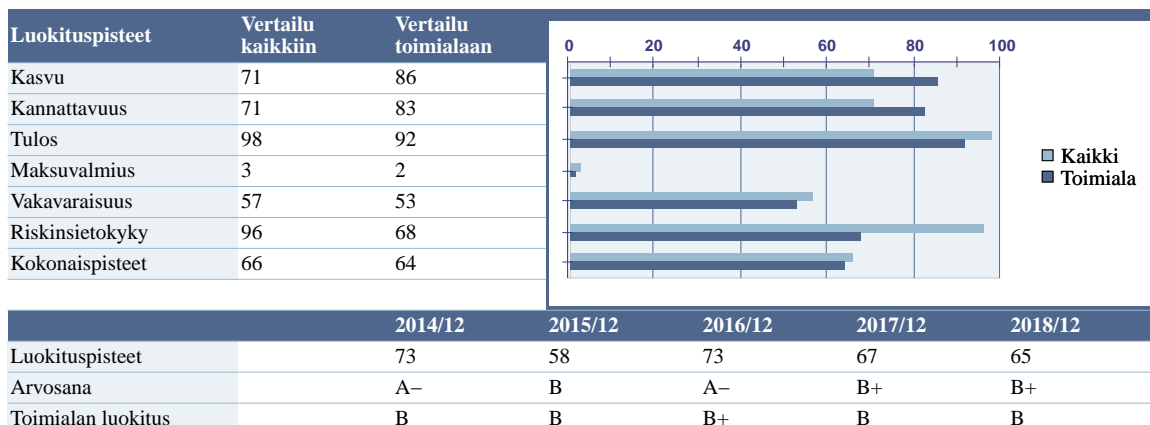 Luokituspisteet Vertailu kaikkiin Vertailu toimialaan
Kasvu 71 86
Kannattavuus 71 83
Tulos 98 92
Maksuvalmius 3 2
Vakavaraisuus 57 53
Riskinsietokyky 96 68
Kokonaispisteet 66 64
0 20 40 60 80 100
Kaikki
Toimiala
2014/12 2015/12 2016/12 2017/12 2018/12
Luokituspisteet 73 58 73 67 65
Arvosana A– B A– B+ B+
Toimialan luokitus B B B+ B B